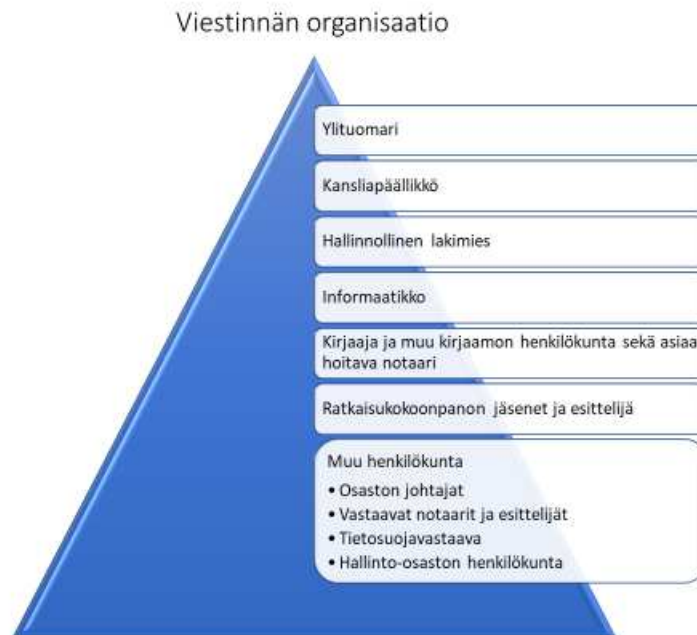 Viestinnän organisaatio
Ylituomari
Kansliapäällikkö
Hallinnollinen lakimies
Informaatikko
Kirjaaja ja muu kirjaamon henkilökunta sekä asiaa
hoitava notaari
Ratkaisukokoonpanon jäsenet ja esittelijä
Muu henkilökunta
• Osaston johtajat
• Vastaavat notaarit ja esittelijät
• Tietosuojavastaava
• Hallinto-osaston henkilökunta